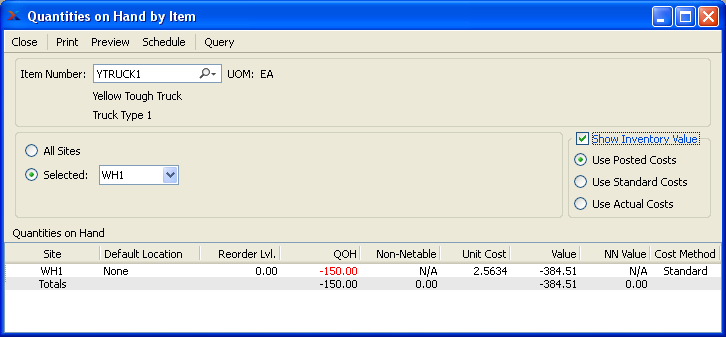 Quantities on Hand by Item
Close Print Preview Schedule Query
Item Number: YTRUCK1 UOM: EA
Yellow Tough Truck
Truck Type 1
All Sites
Selected: WH1
Show Inventory Value
Use Posted Costs
Use Standard Costs
Use Actual Costs
Quantities on Hand
Site Default Location Reorder Lvl. QOH Non-Netable Unit Cost Value NN Value Cost Method
WH1 None 0.00 -150.00 N/A 2.5634 -384.51 N/A Standard
Totals -150.00 0.00 -384.51 0.00